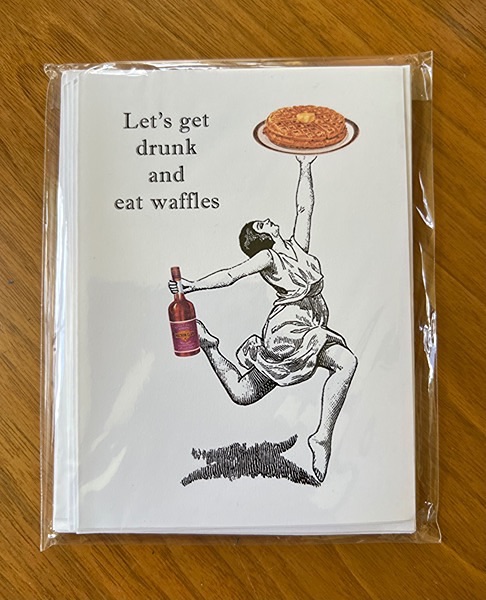 Let's get
drunk
and
eat waffles